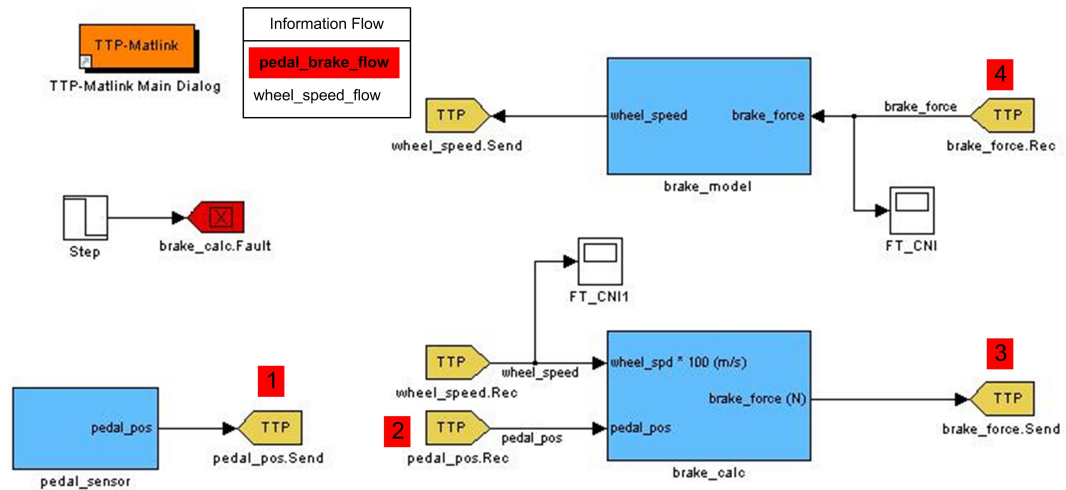 TTP-Matlink
TTP-Matlink Main Dialog
Information Flow
pedal_brake_flow
wheel_speed_flow
TTP
wheel_speed.Send
wheel_speed
brake_force
brake_model
brake_force
4
TTP
brake_force.Rec
FT_CNI
Step
brake_calc.Fault
FT_CNI1
TTP
wheel_speed
wheel_speed.Rec
wheel_spd * 100 (m/s)
brake_force (N)
pedal_pos
brake_calc
3
TTP
brake_force.Send
pedal_pos
pedal_sensor
1
TTP
pedal_pos.Send
2
TTP
pedal_pos
pedal_pos.Rec